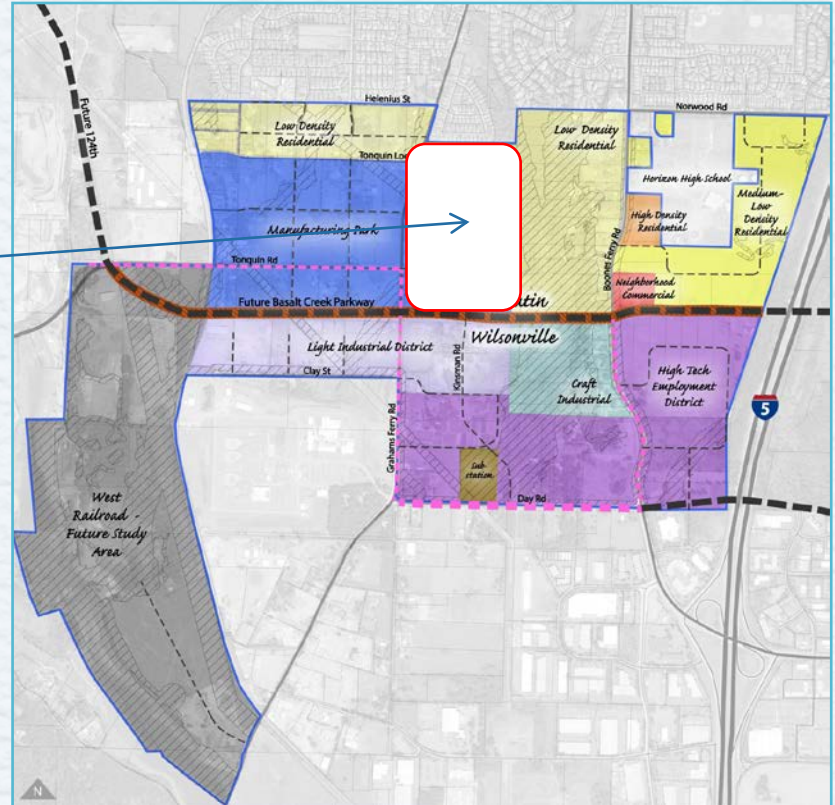 Future 124th
Helenius St
Norwood Rd
Low Density
Residential
Low Density
Residential
Tonquin
Horizon High School
Medium-
Low
Density
Residential
High Density
Residential
Manufacturing Park
Boones Ferry Rd
Tonquin Rd
Neighborhood
Commercial
Future Basalt Creek Parkway
Wilsonville
Light Industrial District
Kinsman Rd
Clay St
Craft
Industrial
High Tech
Employment
District
5
Grahams Ferry Rd
Sub
station
Day Rd
West
Railroad -
Future Study
Area
N